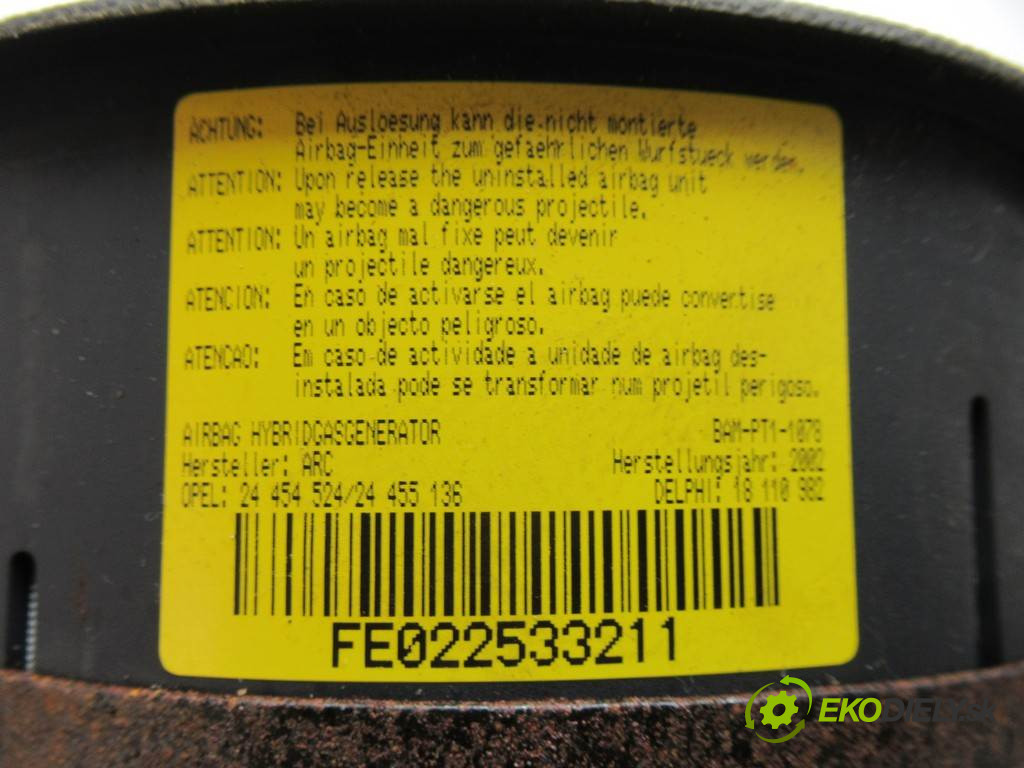 ACHTUNG: Bei Ausloesung kann die nicht montierte
Airbag-Einheit zum gefaehrlichen Wurfstueck werden.
ATTENTION: Upon release the uninstalled airbag unit
may become a dangerous projectile.
ATTENTION: Un airbag mal fixe peut devenir
un projectile dangereux.
ATENCION: En caso de activarse el airbag puede convertise
en un objecto peligroso.
ATENCAO: Em caso de actividade a unidade de airbag des-
instalada pode se transformar num projetil perigoso.
AIRBAG HYBRIDGASGENERATOR BAM-PT1-1078
Hersteller: ARC Herstellungsjahr: 2002
OPEL: 24 454 524/24 455 136 DELPHI: 18 110 982
FE022533211
EKODIEDSA